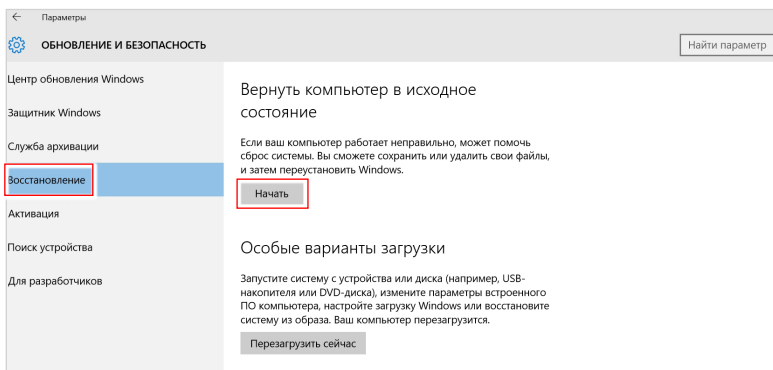 Параметры
ОБНОВЛЕНИЕ И БЕЗОПАСНОСТЬ
Найти параметр
Центр обновления Windows
Защитник Windows
Служба архивации
Восстановление
Активация
Поиск устройства
Для разработчиков
Вернуть компьютер в исходное
состояние
Если ваш компьютер работает неправильно, может помочь
сброс системы. Вы сможете сохранить или удалить свои файлы,
и затем переустановить Windows.
Начать
Особые варианты загрузки
Запустите систему с устройства или диска (например, USB-
накопителя или DVD-диска), измените параметры встроенного
ПО компьютера, настройте загрузку Windows или восстановите
систему из образа. Ваш компьютер перезагрузится.
Перезагрузить сейчас